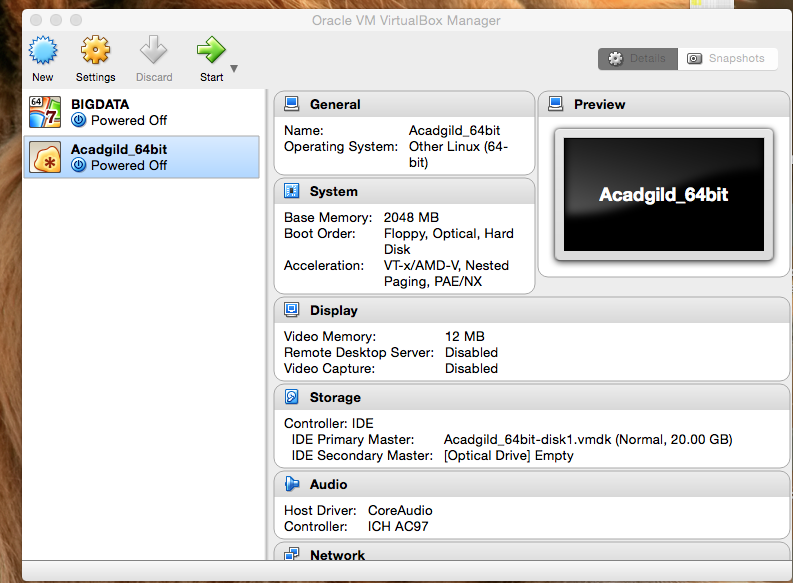 Oracle VM VirtualBox Manager
New
Settings
Discard
Start
Details
Snapshots
64
7
BIGDATA
Powered Off
Acadgild_64bit
Powered Off
General
Name: Acadgild_64bit
Operating System: Other Linux (64-
bit)
System
Base Memory: 2048 MB
Boot Order: Floppy, Optical, Hard
Disk
Acceleration: VT-x/AMD-V, Nested
Paging, PAE/NX
Preview
Acadgild_64bit
Display
Video Memory: 12 MB
Remote Desktop Server: Disabled
Video Capture: Disabled
Storage
Controller: IDE
IDE Primary Master: Acadgild_64bit-disk1.vmdk (Normal, 20.00 GB)
IDE Secondary Master: [Optical Drive] Empty
Audio
Host Driver: CoreAudio
Controller: ICH AC97
Network